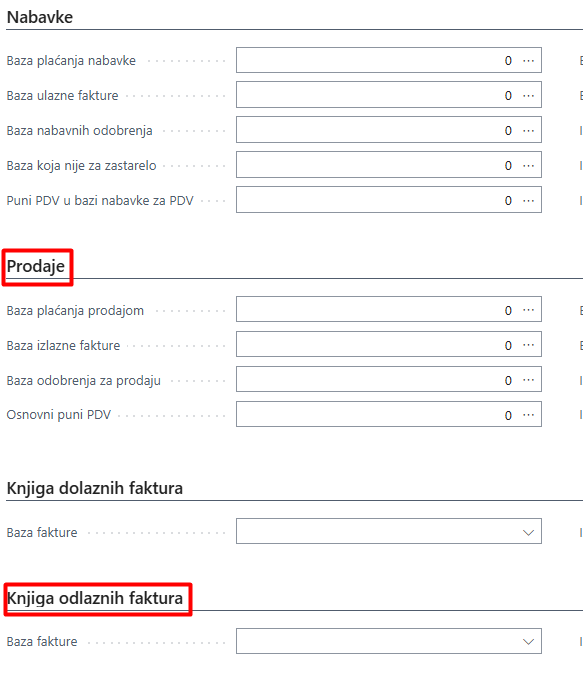 Nabavke
Baza plaćanja nabavke 0 ...
Baza ulazne fakture 0 ...
Baza nabavnih odobrenja 0 ...
Baza koja nije za zastarelo 0 ...
Puni PDV u bazi nabavke za PDV 0 ...
Prodaje
Baza plaćanja prodajom 0 ...
Baza izlazne fakture 0 ...
Baza odobrenja za prodaju 0 ...
Osnovni puni PDV 0 ...
Knjiga dolaznih faktura
Baza fakture
Knjiga odlaznih faktura
Baza fakture